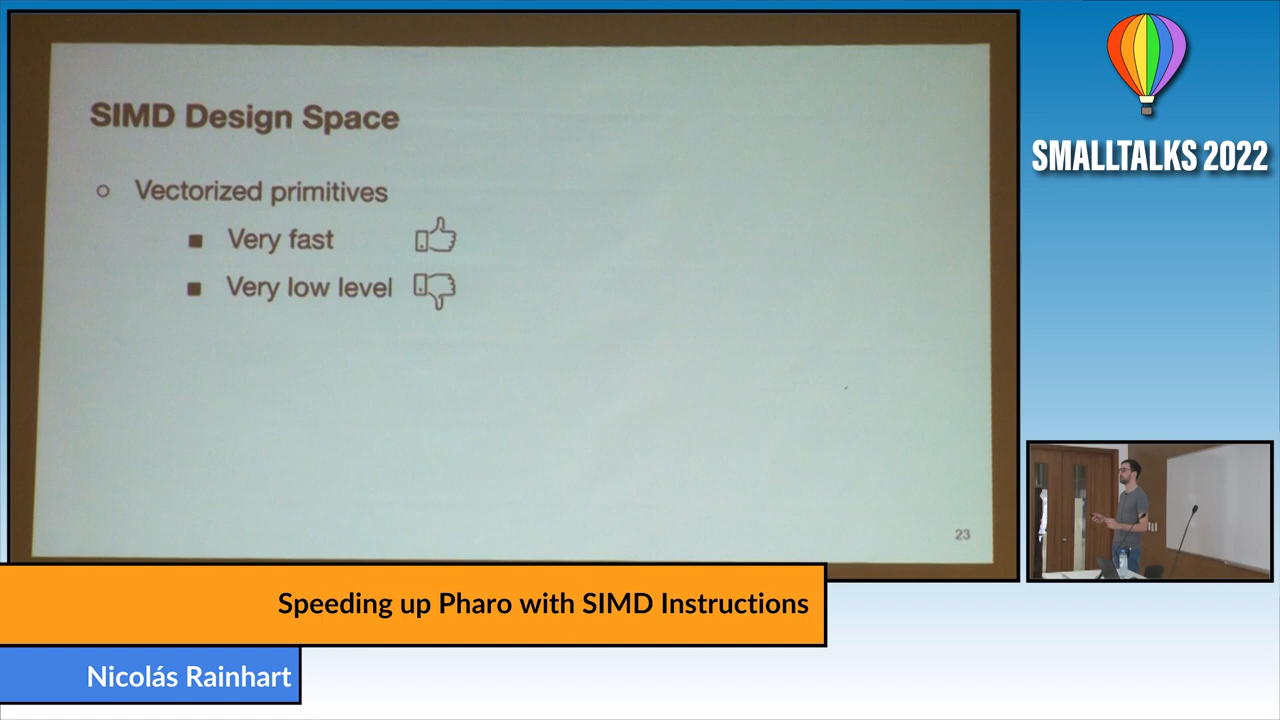 SIMD Design Space
Vectorized primitives
Very fast
Very low level
23
SMALLTALKS 2022
Speeding up Pharo with SIMD Instructions
Nicolás Rainhart